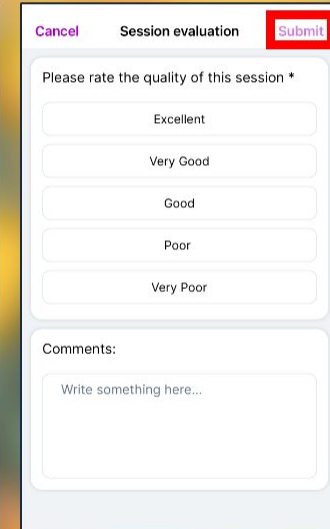 Cancel Session evaluation Submit
Please rate the quality of this session *
Excellent
Very Good
Good
Poor
Very Poor
Comments:
Write something here...